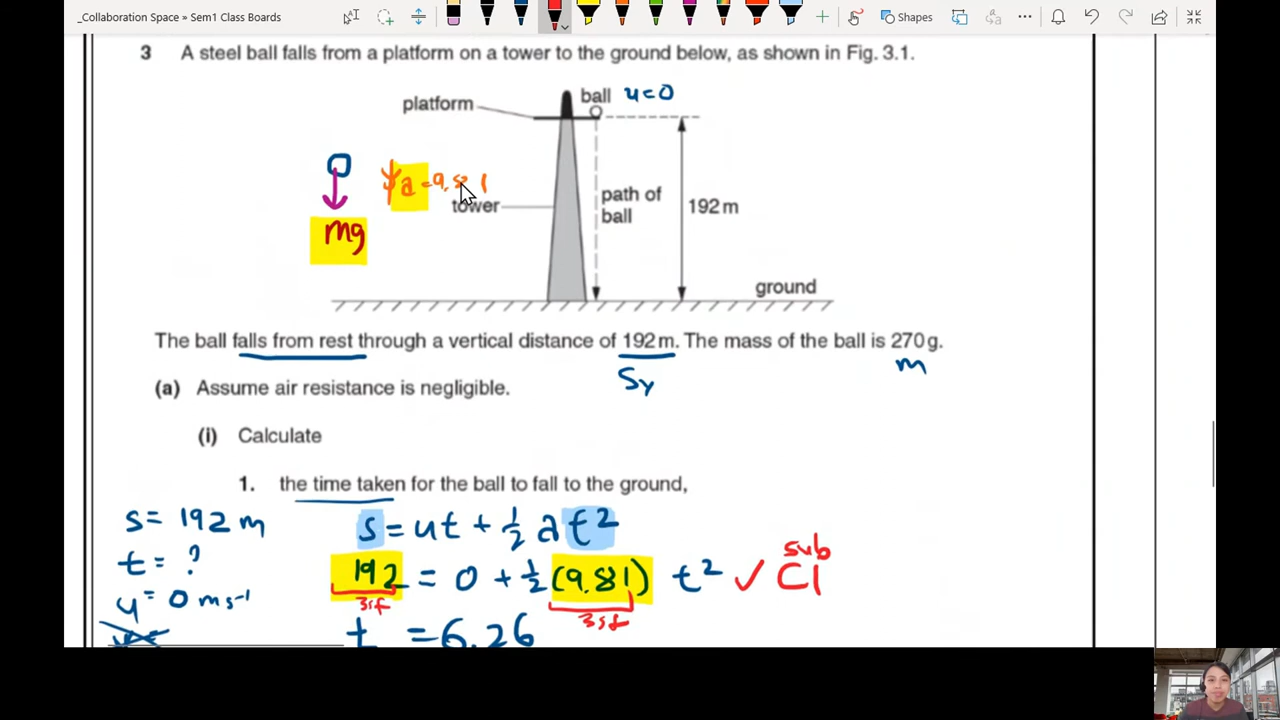 _Collaboration Space » Sem1 Class Boards
Shapes
3 A steel ball falls from a platform on a tower to the ground below, as shown in Fig. 3.1.
platform
ball u=0
a = 9.81
mg
tower
path of
ball
192 m
ground
The ball falls from rest through a vertical distance of 192 m. The mass of the ball is 270 g.
Sy
m
(a) Assume air resistance is negligible.
(i) Calculate
1. the time taken for the ball to fall to the ground,
s = 192 m
t = ?
u = 0 ms⁻¹
s = ut + ½ at²
192 = 0 + ½ (9.81) t² ✓ C1
sub
3sf
3sf
t = 6.26